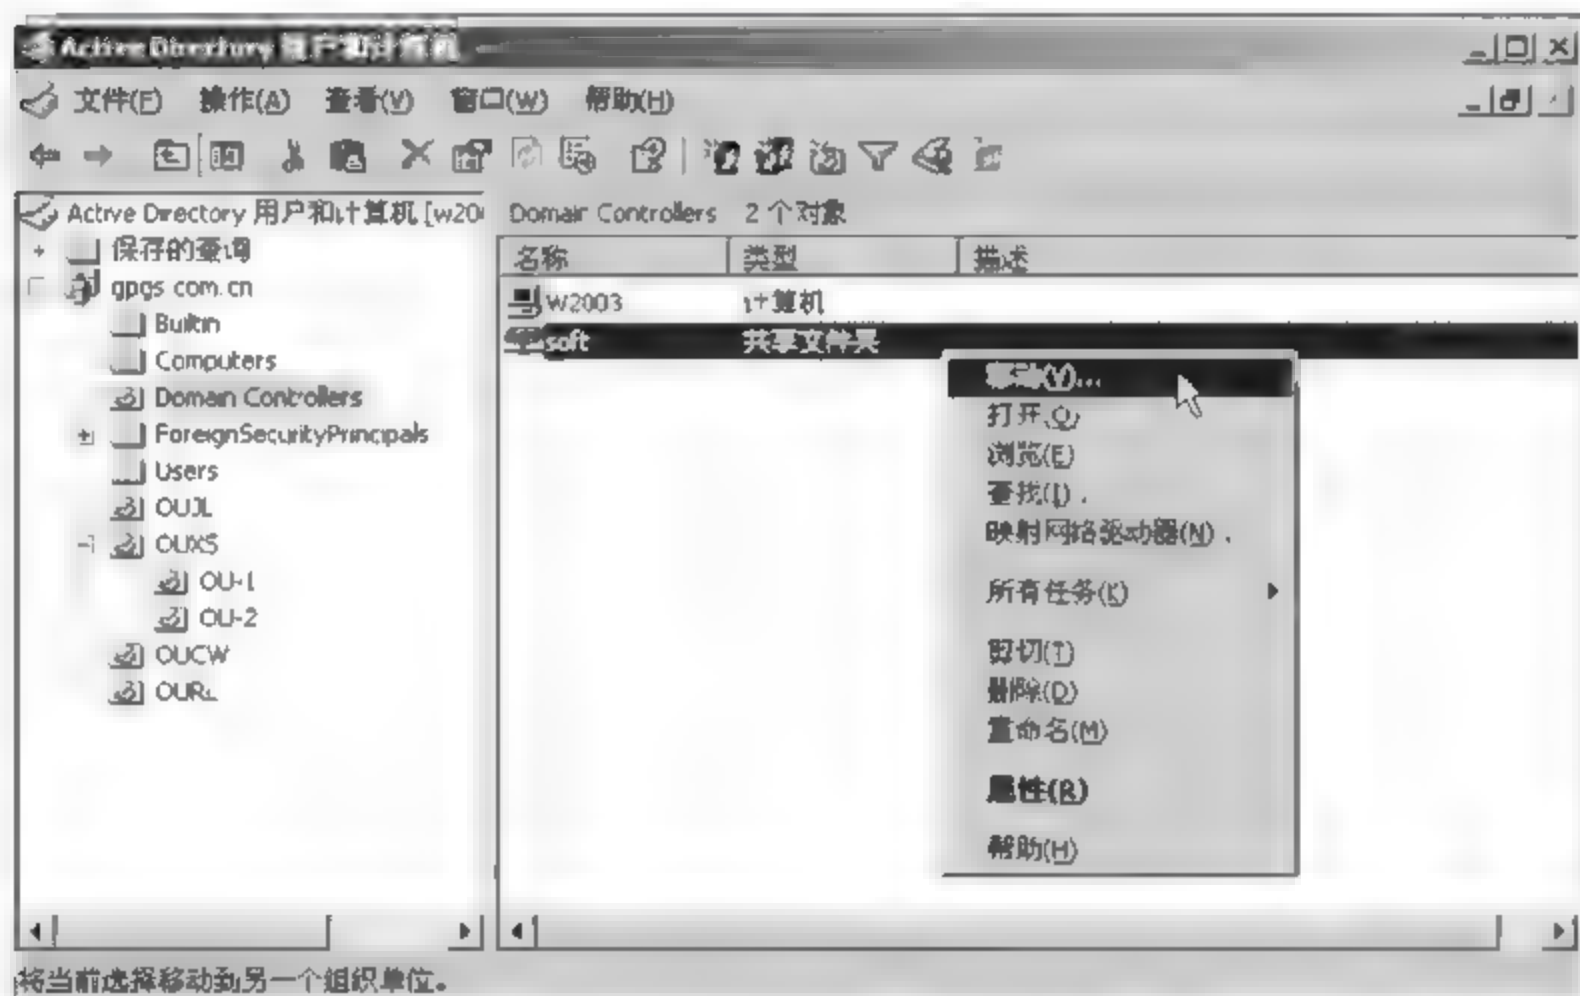 Active Directory 用户和计算机
文件(F) 操作(A) 查看(V) 窗口(W) 帮助(H)
Active Directory 用户和计算机 [w200
保存的查询
gpgs.com.cn
Builtin
Computers
Domain Controllers
ForeignSecurityPrincipals
Users
OUJL
OUXS
OU-1
OU-2
OUCW
Domain Controllers 2 个对象
名称 类型 描述
W2003 计算机
soft 共享文件夹
移动(V)...
打开(O)
浏览(E)
查找(I)...
映射网络驱动器(N)...
所有任务(K)
剪切(T)
删除(D)
重命名(M)
属性(R)
帮助(H)
将当前选择移动到另一个组织单位。